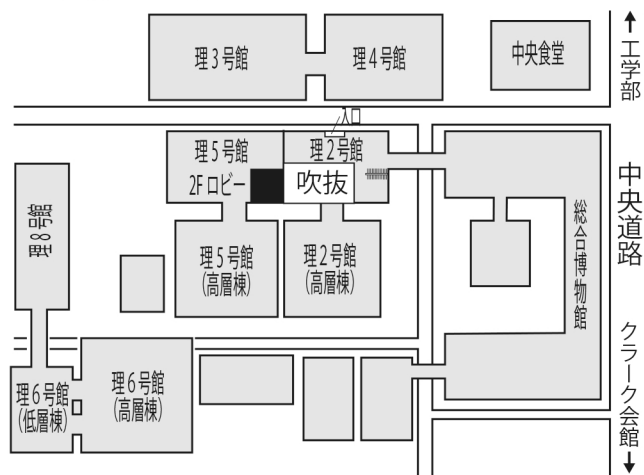 理3号館
理4号館
中央食堂
工学部
入口
理5号館
理2号館
2Fロビー
吹抜
中央道路
理8号館
総合博物館
理5号館
(高層棟)
理2号館
(高層棟)
クラーク会館
理6号館
(低層棟)
理6号館
(高層棟)